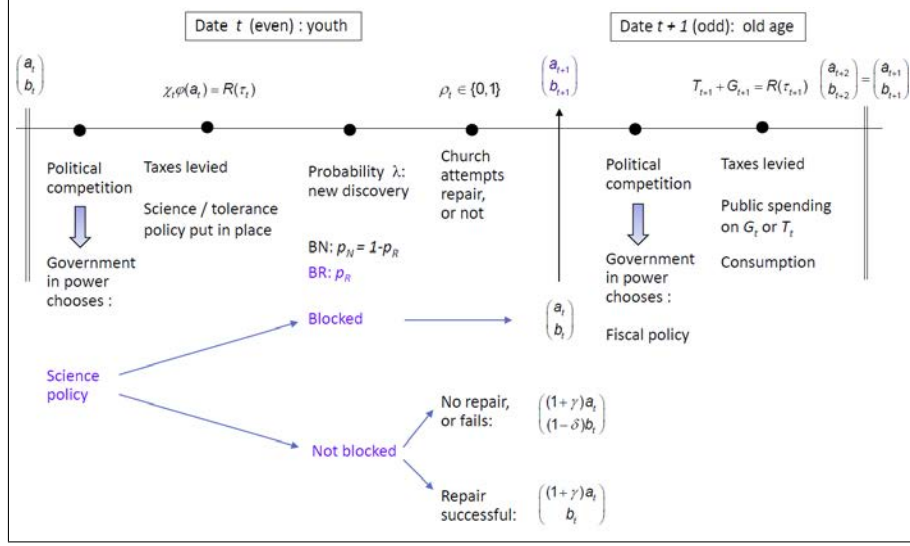 Date t (even) : youth
Date t + 1 (odd): old age
(a_t
b_t)
χ_tφ(a_t) = R(τ_t)
ρ_t ∈ {0,1}
(a_{t+1}
b_{t+1})
T_{t+1} + G_{t+1} = R(τ_{t+1})
(a_{t+2}
b_{t+2}) = (a_{t+1}
b_{t+1})
Political
competition
Government
in power
chooses :
Taxes levied
Science / tolerance
policy put in place
Probability λ:
new discovery
BN: p_N = 1-p_R
BR: p_R
Church
attempts
repair,
or not
Political
competition
Government
in power
chooses :
Fiscal policy
Taxes levied
Public spending
on G_t or T_t
Consumption
Science
policy
Blocked
(a_t
b_t)
Not blocked
No repair,
or fails:
((1+γ)a_t
(1−δ)b_t)
Repair
successful:
((1+γ)a_t
b_t)